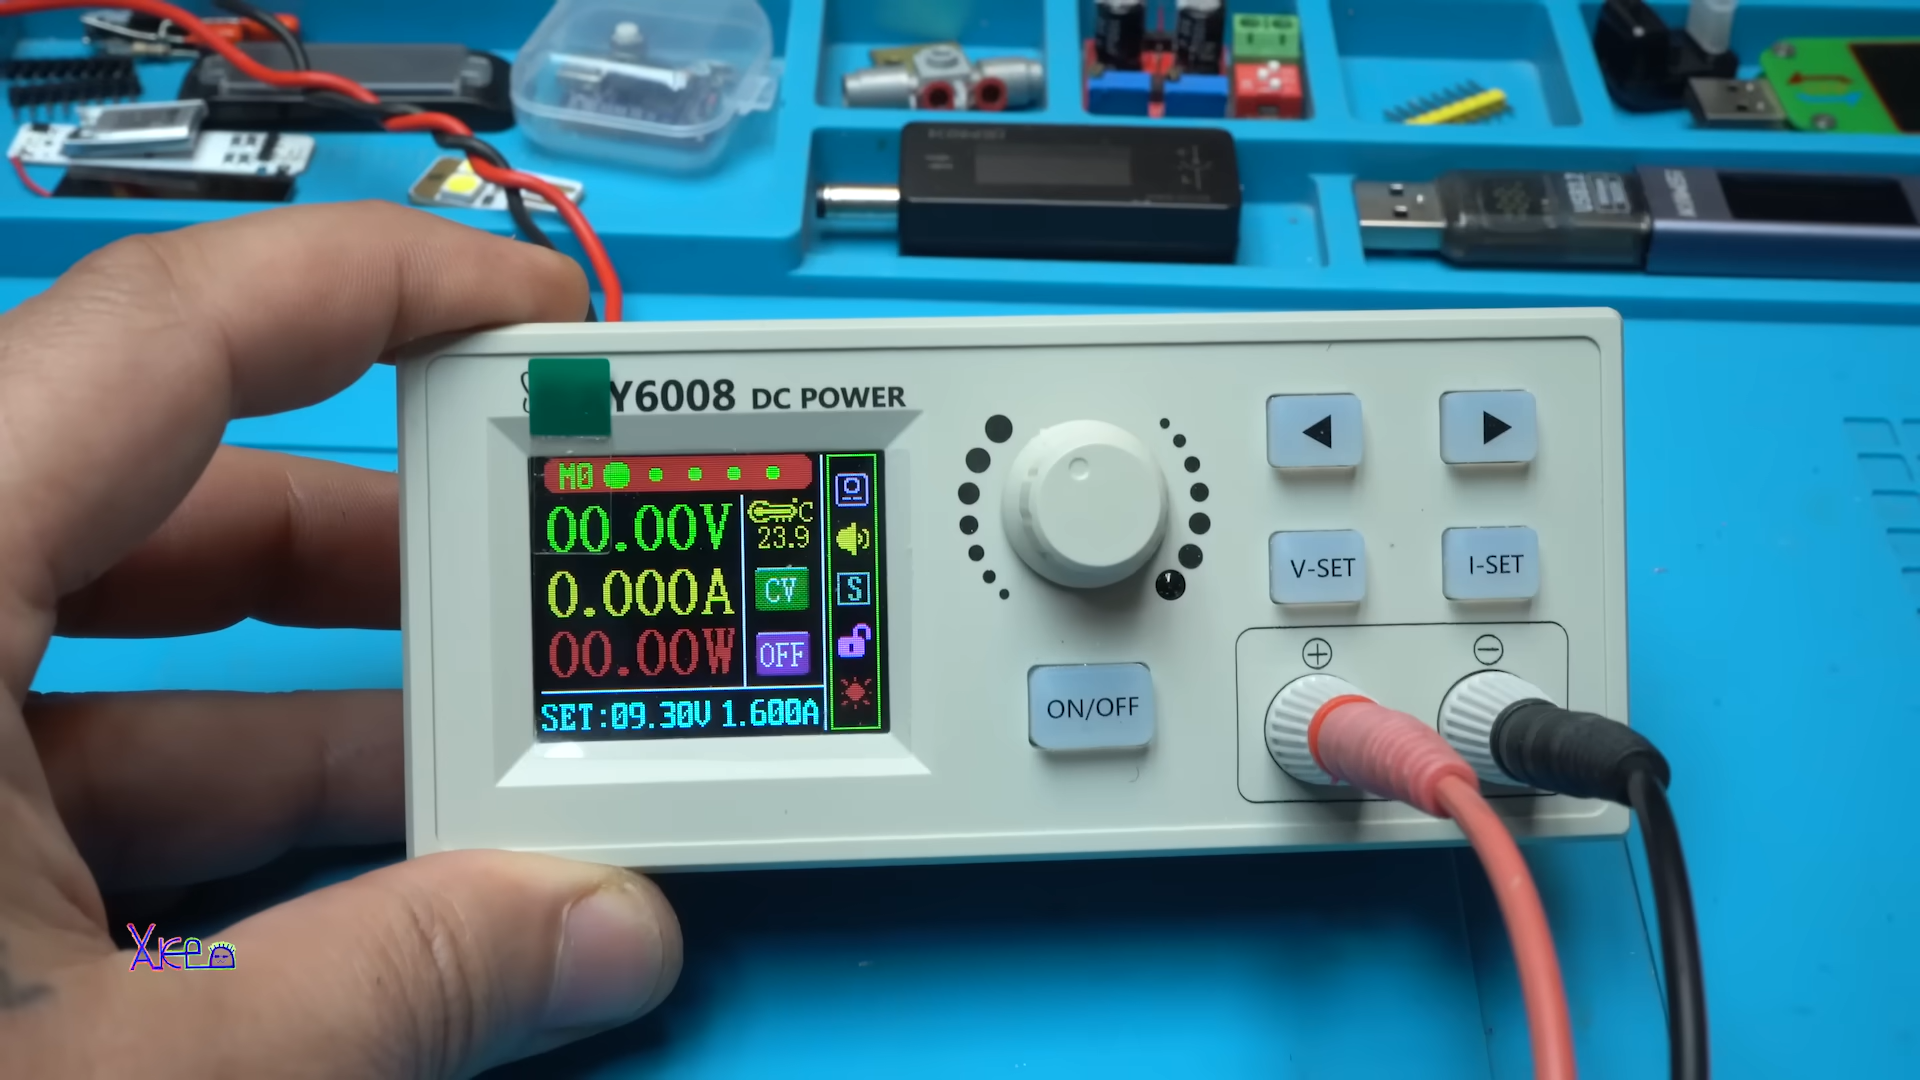 Y6008 DC POWER
M0
00.00V
0.000A
00.00W
°C
23.9
CV
OFF
S
SET:09.30V 1.600A
V-SET
I-SET
ON/OFF
+
−